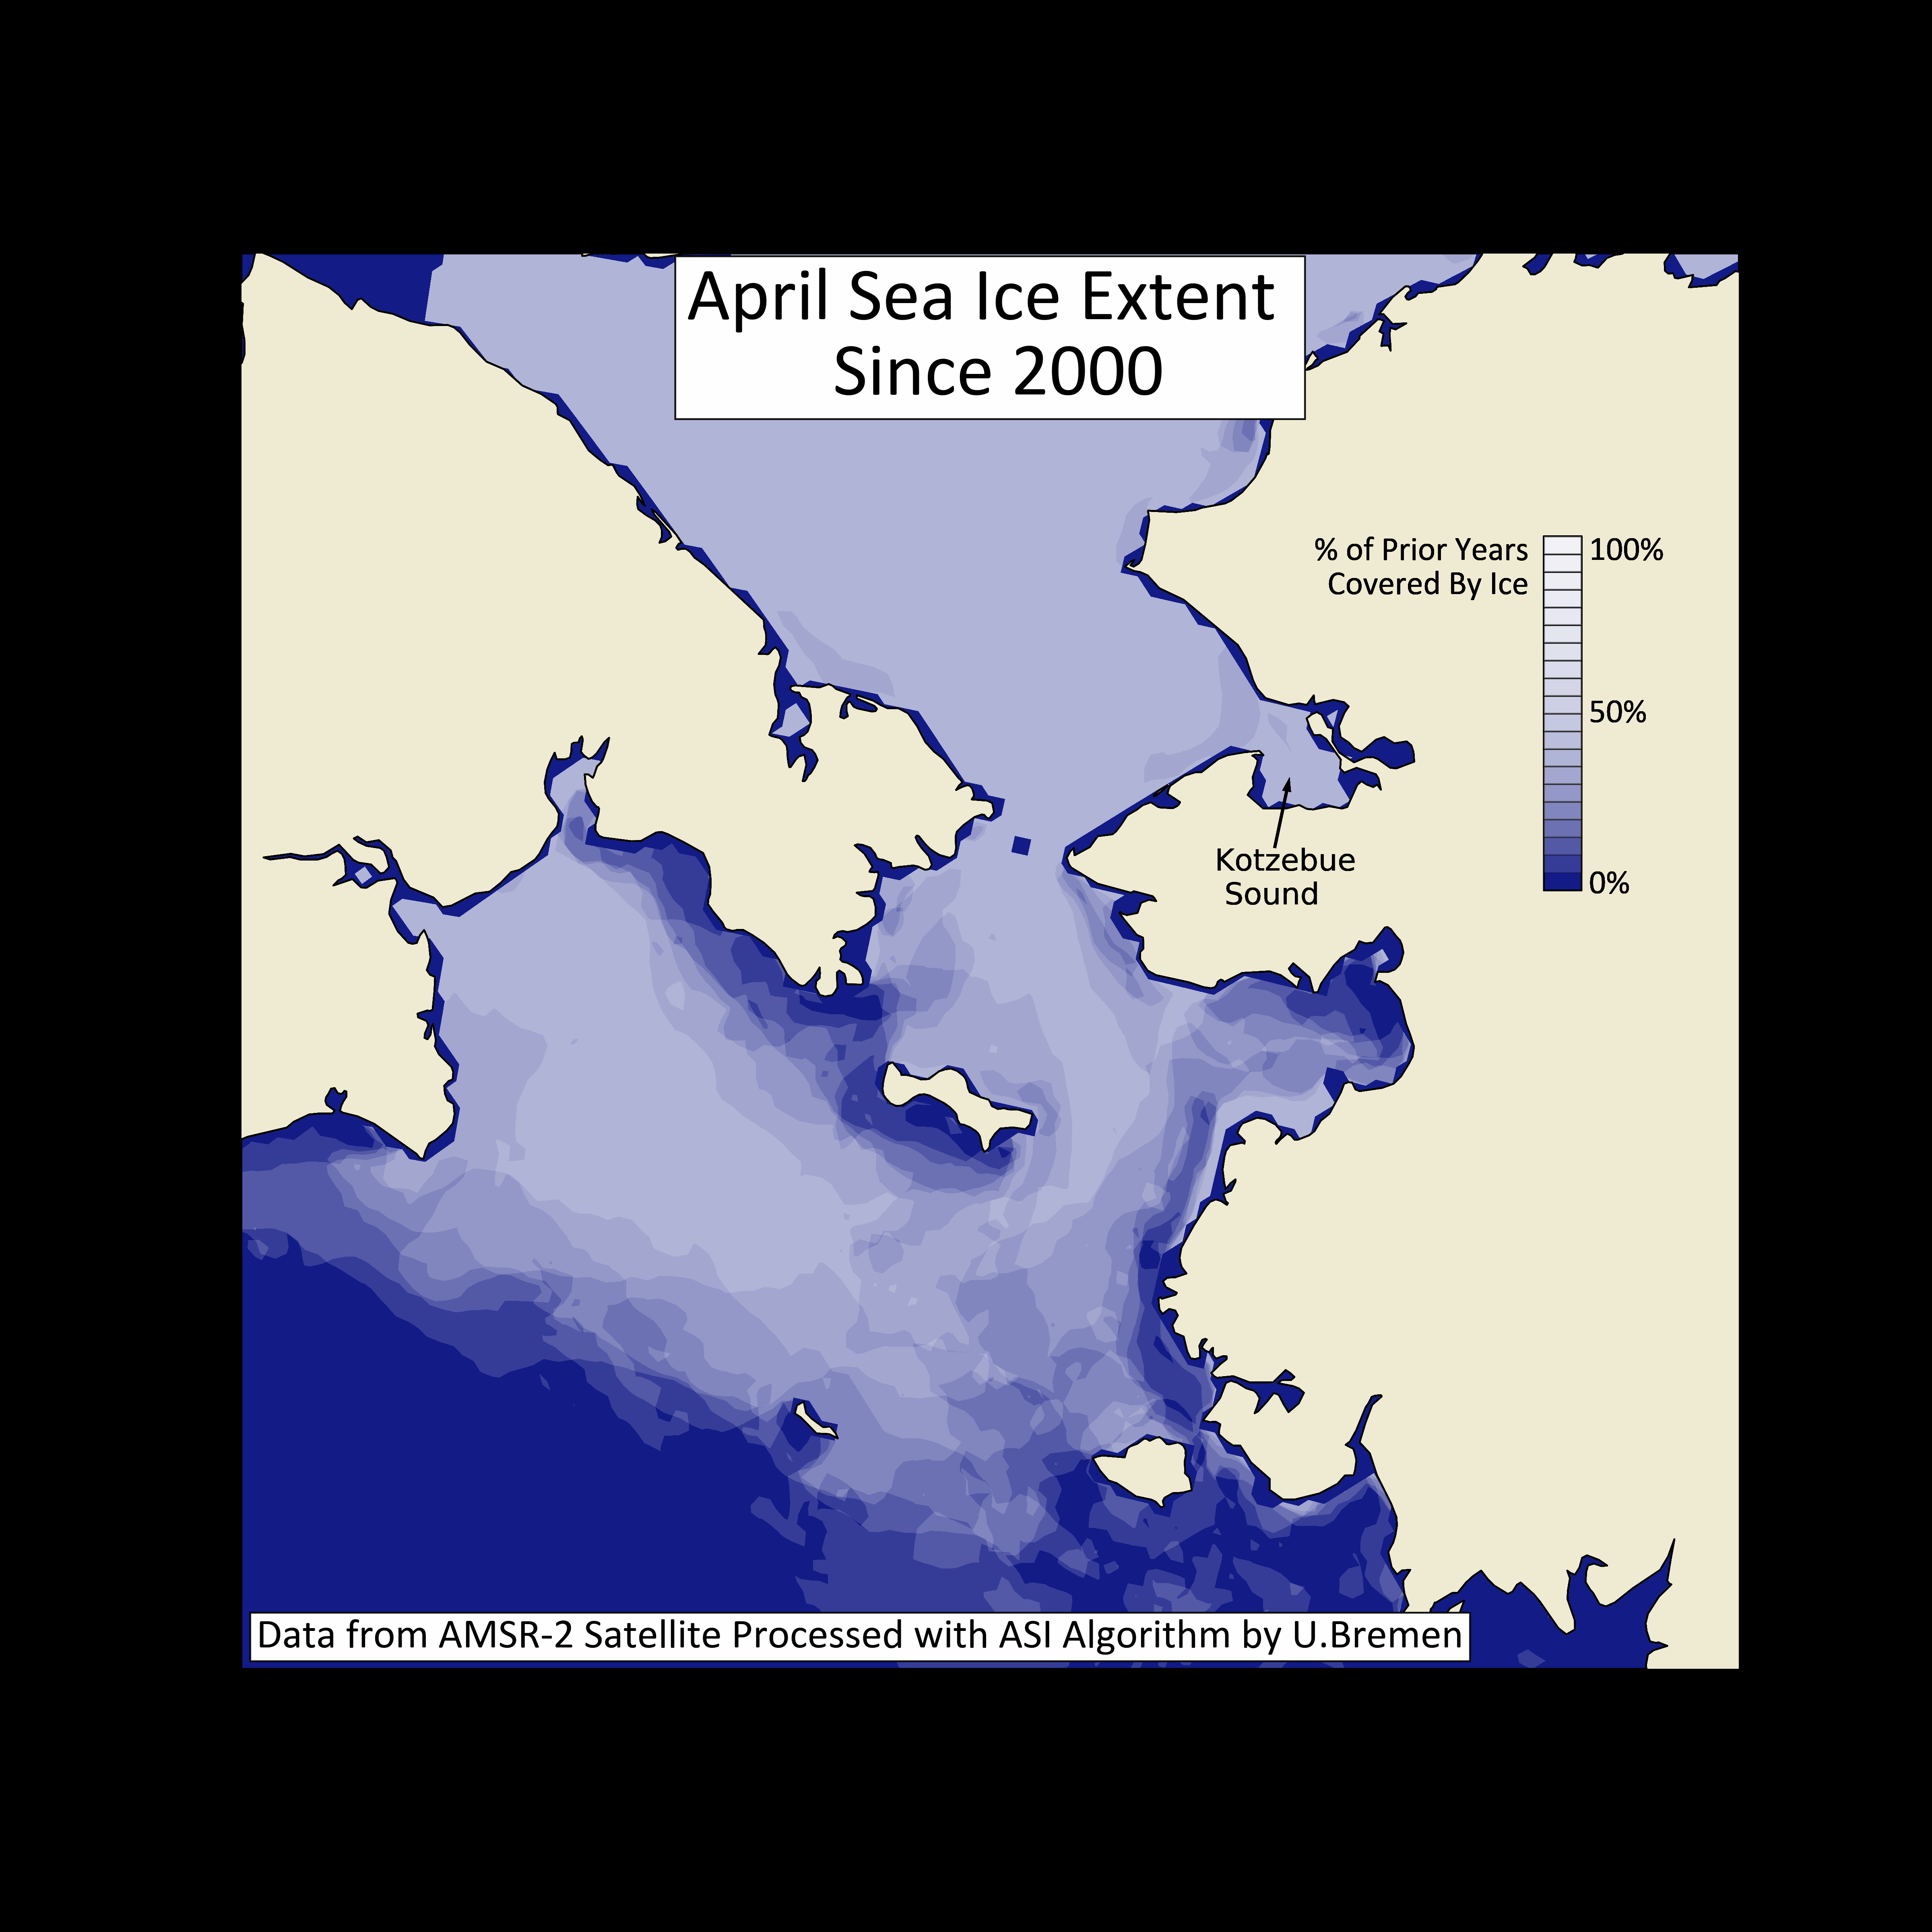 April Sea Ice Extent
Since 2000
% of Prior Years
Covered By Ice
100%
50%
0%
Kotzebue
Sound
Data from AMSR-2 Satellite Processed with ASI Algorithm by U.Bremen